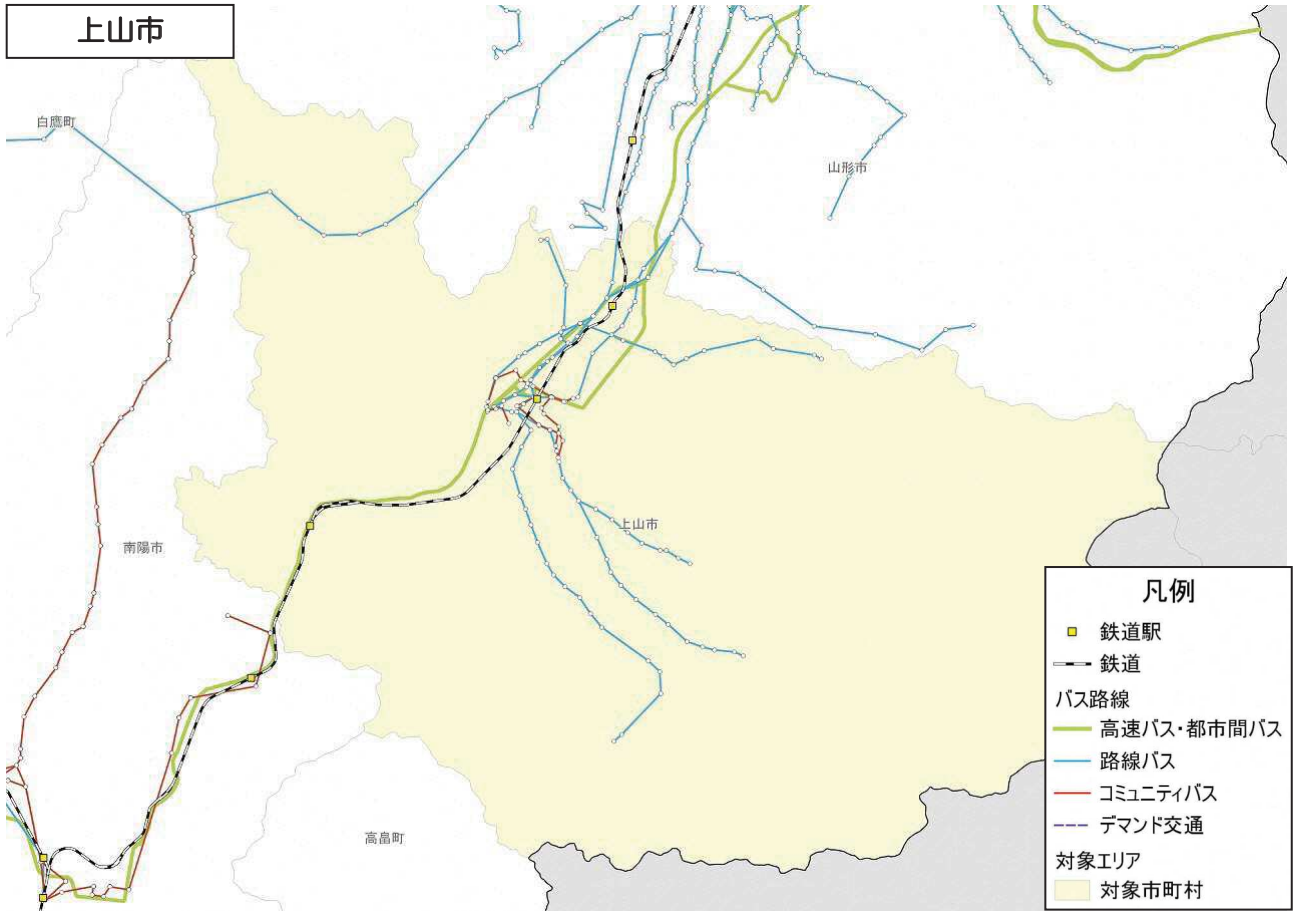 上山市
白鷹町
山形市
上山市
南陽市
高畠町
凡例
鉄道駅
鉄道
バス路線
高速バス・都市間バス
路線バス
コミュニティバス
デマンド交通
対象エリア
対象市町村